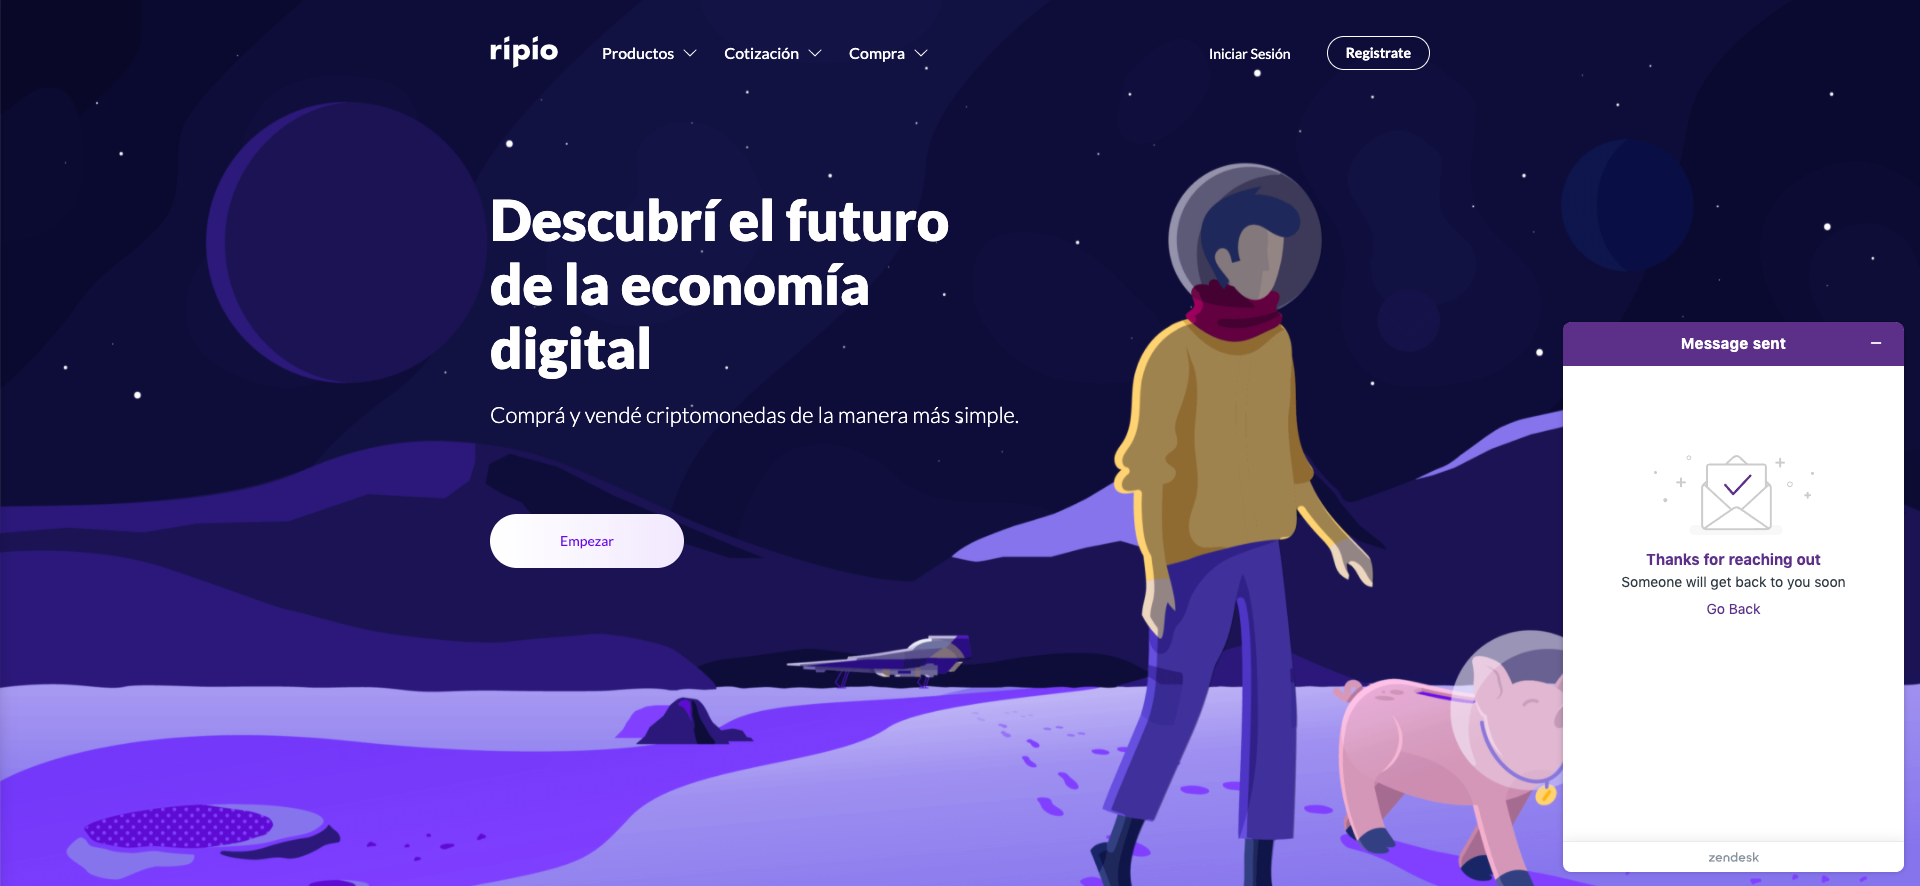 ripio
Productos
Cotización
Compra
Iniciar Sesión
Registrate
Descubrí el futuro
de la economía
digital
Comprá y vendé criptomonedas de la manera más simple.
Empezar
Message sent
Thanks for reaching out
Someone will get back to you soon
Go Back
zendesk